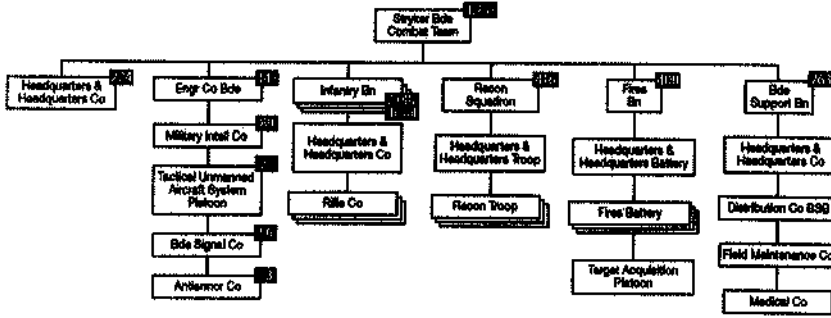 Stryker Bde
Combat Team
Headquarters &
Headquarters Co
Engr Co Bde
Military Intel Co
Tactical Unmanned
Aircraft System
Platoon
Bde Signal Co
Antiarmor Co
Infantry Bn
Headquarters &
Headquarters Co
Rifle Co
Recon
Squadron
Headquarters &
Headquarters Troop
Recon Troop
Fires
Bn
Headquarters &
Headquarters Battery
Fires Battery
Target Acquisition
Platoon
Bde
Support Bn
Headquarters &
Headquarters Co
Distribution Co BSB
Field Maintenance Co
Medical Co